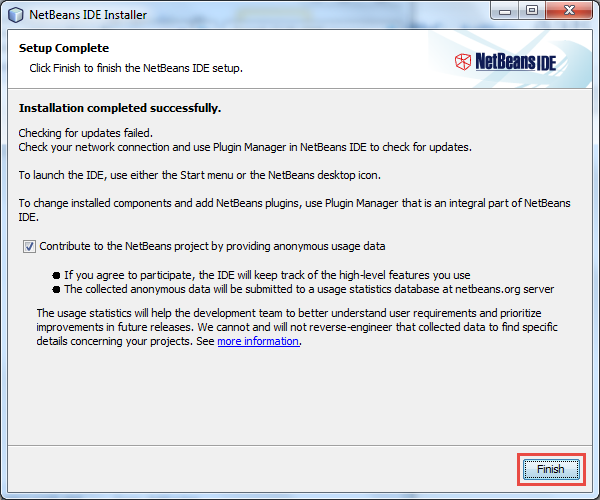 NetBeans IDE Installer
Setup Complete
Click Finish to finish the NetBeans IDE setup.
NetBeans IDE
Installation completed successfully.
Checking for updates failed.
Check your network connection and use Plugin Manager in NetBeans IDE to check for updates.
To launch the IDE, use either the Start menu or the NetBeans desktop icon.
To change installed components and add NetBeans plugins, use Plugin Manager that is an integral part of NetBeans
IDE.
Contribute to the NetBeans project by providing anonymous usage data
● If you agree to participate, the IDE will keep track of the high-level features you use
● The collected anonymous data will be submitted to a usage statistics database at netbeans.org server
The usage statistics will help the development team to better understand user requirements and prioritize
improvements in future releases. We cannot and will not reverse-engineer that collected data to find specific
details concerning your projects. See more information.
Finish